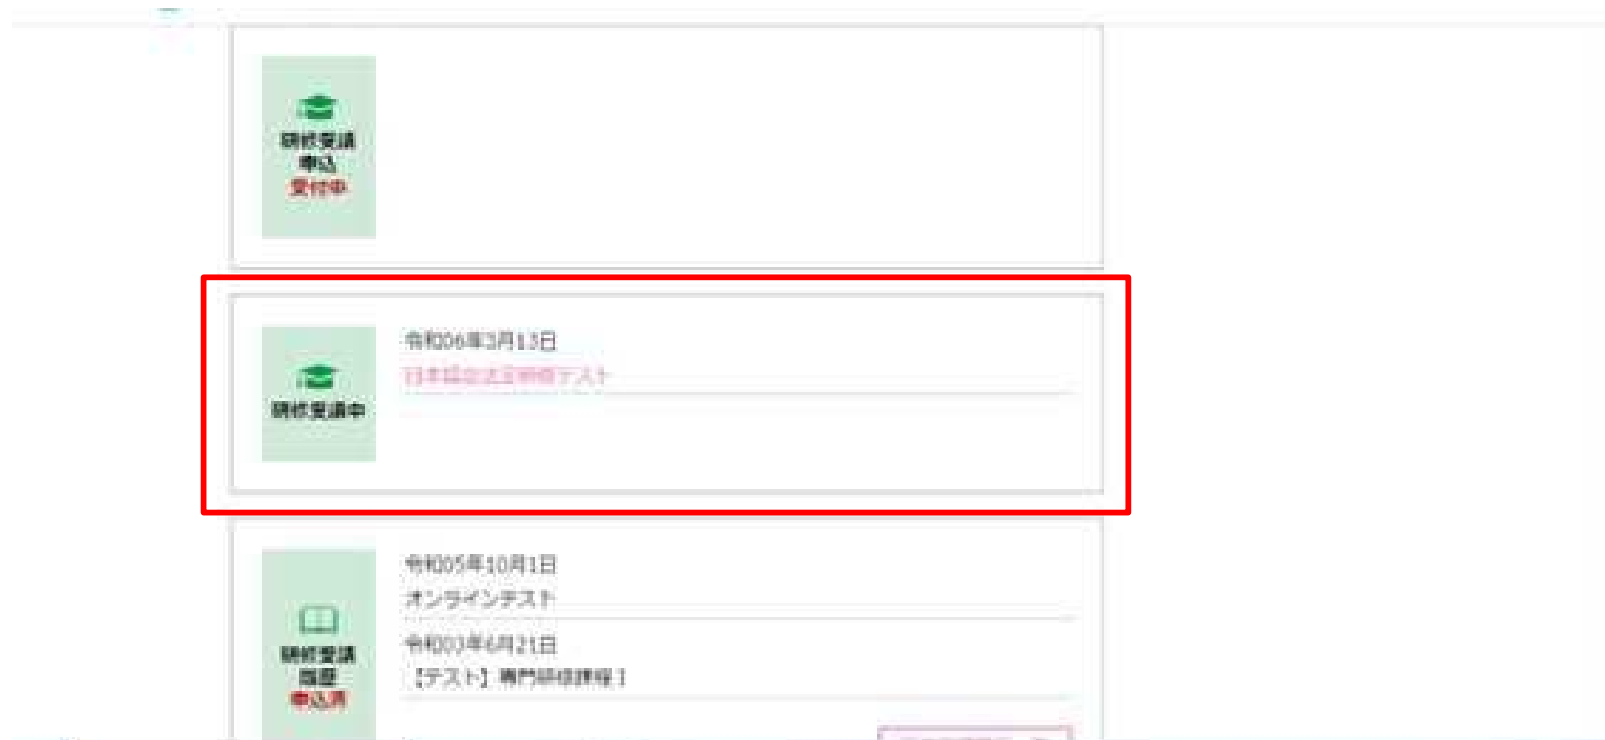 研修受講
申込
受付中
令和06年3月13日
研修受講中
令和05年10月1日
オンラインテスト
令和03年6月21日
【テスト】専門研修課程Ⅰ
研修受講
履歴
申込済